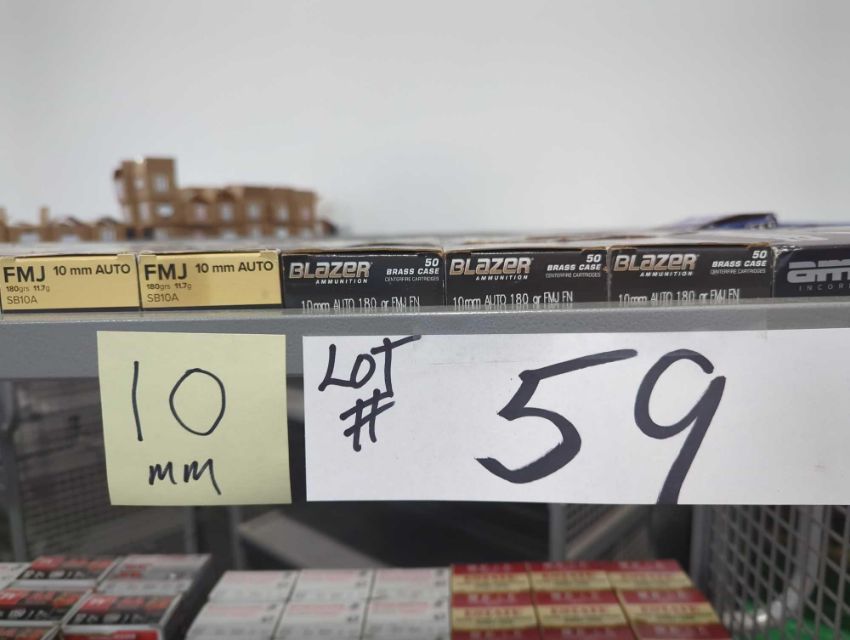 FMJ 10 mm AUTO
180grs 11.7g
SB10A
FMJ 10 mm AUTO
180grs 11.7g
SB10A
BLAZER 50
AMMUNITION BRASS CASE
CENTERFIRE CARTRIDGES
10mm AUTO 180 gr FMJ FN
BLAZER 50
AMMUNITION BRASS CASE
CENTERFIRE CARTRIDGES
10mm AUTO 180 gr FMJ FN
BLAZER 50
AMMUNITION BRASS CASE
CENTERFIRE CARTRIDGES
10mm AUTO 180 gr FMJ FN
am
INCOR
10
mm
LOT
# 59